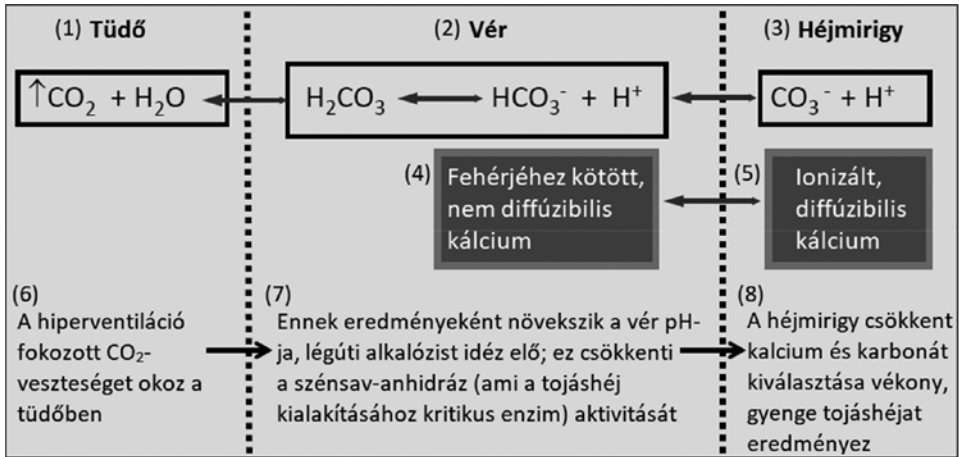 (1) Tüdő
(2) Vér
(3) Héjmirigy
↑CO₂ + H₂O
H₂CO₃
HCO₃⁻ + H⁺
CO₃⁻ + H⁺
(4) Fehérjéhez kötött,
nem diffúzibilis
kálcium
(5) Ionizált,
diffúzibilis
kálcium
(6)
A hiperventiláció
fokozott CO₂-
veszteséget okoz a
tüdőben
(7)
Ennek eredményeként növekszik a vér pH-
ja, légúti alkalózist idéz elő; ez csökkenti
a szénsav-anhidráz (ami a tojáshéj
kialakításához kritikus enzim) aktivitását
(8)
A héjmirigy csökkent
kalcium és karbonát
kiválasztása vékony,
gyenge tojáshéjat
eredményez